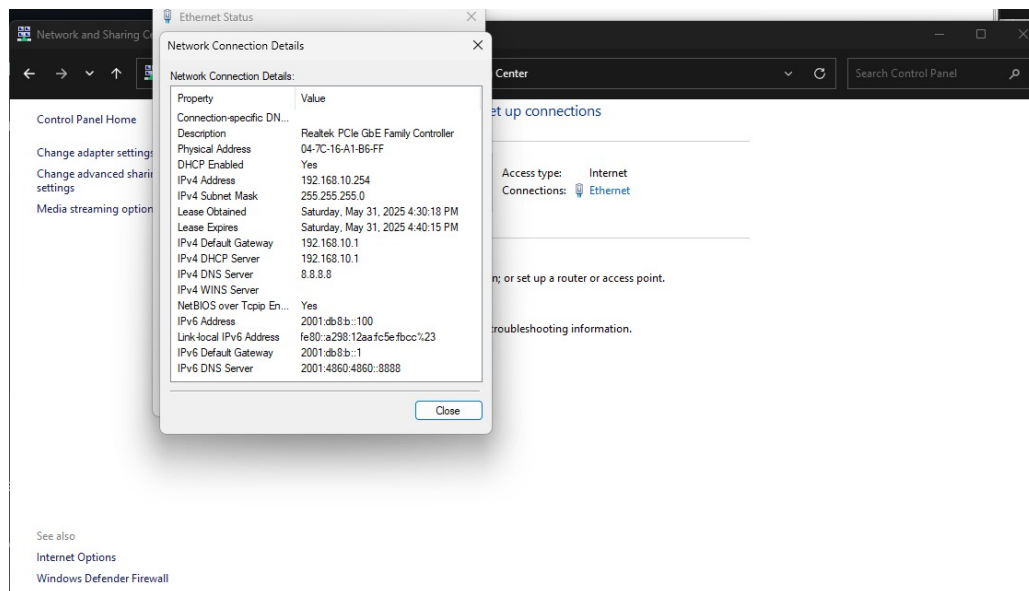 Ethernet Status
Network and Sharing Ce
Network Connection Details
Center
Search Control Panel
Network Connection Details:
Property Value
Connection-specific DN...
Description Realtek PCIe GbE Family Controller
Physical Address 04-7C-16-A1-B6-FF
DHCP Enabled Yes
IPv4 Address 192.168.10.254
IPv4 Subnet Mask 255.255.255.0
Lease Obtained Saturday, May 31, 2025 4:30:18 PM
Lease Expires Saturday, May 31, 2025 4:40:15 PM
IPv4 Default Gateway 192.168.10.1
IPv4 DHCP Server 192.168.10.1
IPv4 DNS Server 8.8.8.8
IPv4 WINS Server
NetBIOS over Tcpip En... Yes
IPv6 Address 2001:db8:b::100
Link-local IPv6 Address fe80::a298:12aa:fc5e:fbcc%23
IPv6 Default Gateway 2001:db8:b::1
IPv6 DNS Server 2001:4860:4860::8888
Close
Control Panel Home
Change adapter settings
Change advanced sharin
settings
Media streaming option
et up connections
Access type: Internet
Connections: Ethernet
n; or set up a router or access point.
troubleshooting information.
See also
Internet Options
Windows Defender Firewall